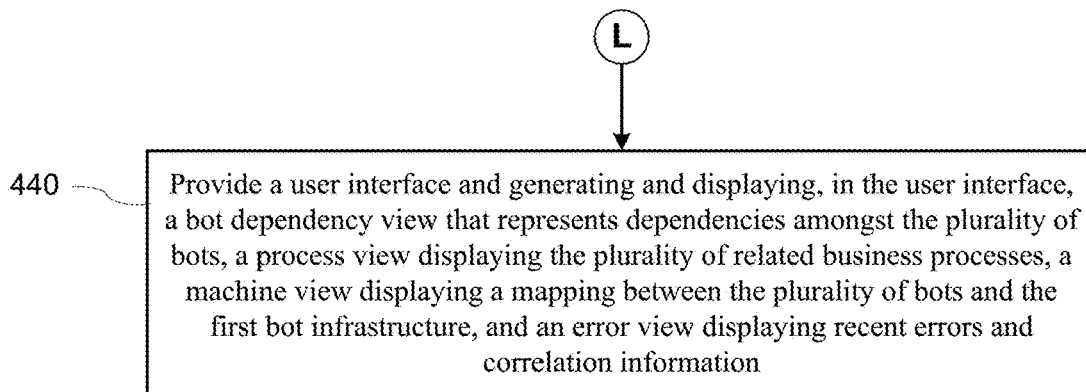 L
440
Provide a user interface and generating and displaying, in the user interface,
a bot dependency view that represents dependencies amongst the plurality of
bots, a process view displaying the plurality of related business processes, a
machine view displaying a mapping between the plurality of bots and the
first bot infrastructure, and an error view displaying recent errors and
correlation information